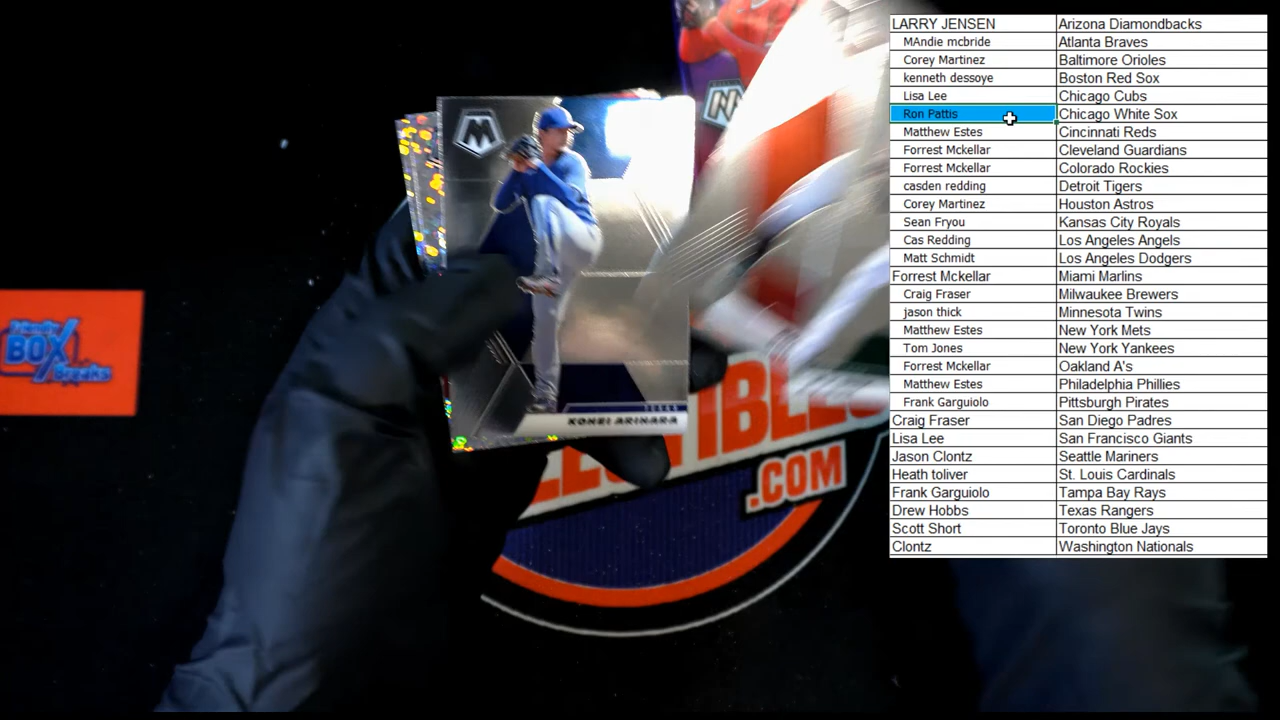 LARRY JENSEN Arizona Diamondbacks
MAndie mcbride Atlanta Braves
Corey Martinez Baltimore Orioles
kenneth dessoye Boston Red Sox
Lisa Lee Chicago Cubs
Ron Pattis Chicago White Sox
Matthew Estes Cincinnati Reds
Forrest Mckellar Cleveland Guardians
Forrest Mckellar Colorado Rockies
casden redding Detroit Tigers
Corey Martinez Houston Astros
Sean Fryou Kansas City Royals
Cas Redding Los Angeles Angels
Matt Schmidt Los Angeles Dodgers
Forrest Mckellar Miami Marlins
Craig Fraser Milwaukee Brewers
jason thick Minnesota Twins
Matthew Estes New York Mets
Tom Jones New York Yankees
Forrest Mckellar Oakland A's
Matthew Estes Philadelphia Phillies
Frank Garguiolo Pittsburgh Pirates
Craig Fraser San Diego Padres
Lisa Lee San Francisco Giants
Jason Clontz Seattle Mariners
Heath toliver St. Louis Cardinals
Frank Garguiolo Tampa Bay Rays
Drew Hobbs Texas Rangers
Scott Short Toronto Blue Jays
Clontz Washington Nationals
M
TEXAS
KOHEI ARIHARA
BOX
Breaks
.COM